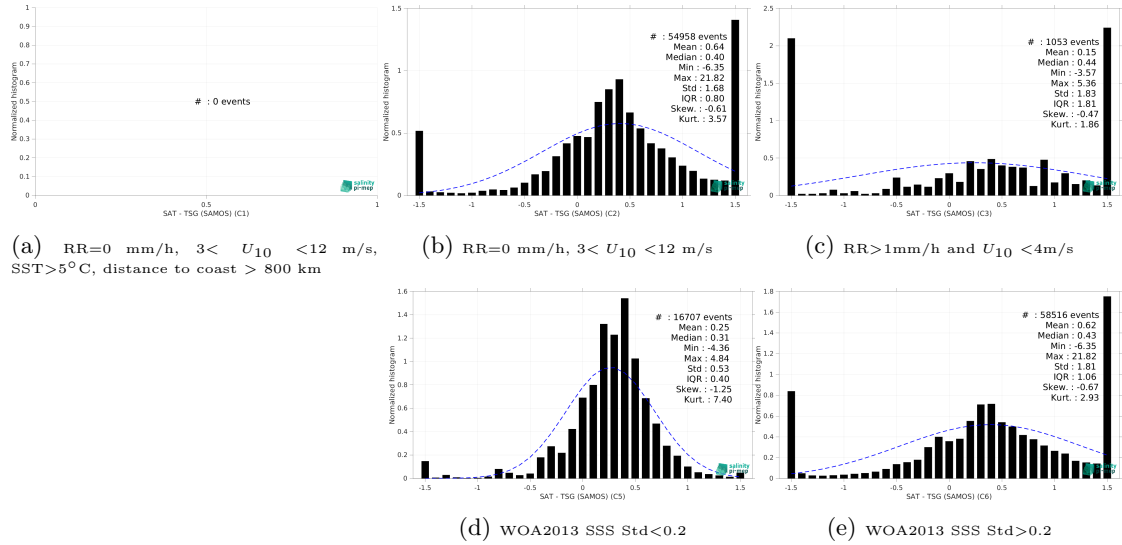 1
0.9
0.8
0.7
0.6
0.5
0.4
0.3
0.2
0.1
0
Normalized histogram
# : 0 events
0 0.5 1
SAT - TSG (SAMOS) (C1)
salinity
pi-mep
(a) RR=0 mm/h, 3< U10 <12 m/s,
SST>5°C, distance to coast > 800 km
1.5
1
0.5
0
Normalized histogram
# : 54958 events
Mean : 0.64
Median : 0.40
Min : -6.35
Max : 21.82
Std : 1.68
IQR : 0.80
Skew. : -0.61
Kurt. : 3.57
-1.5 -1 -0.5 0 0.5 1 1.5
SAT - TSG (SAMOS) (C2)
salinity
pi-mep
(b) RR=0 mm/h, 3< U10 <12 m/s
2.5
2
1.5
1
0.5
0
Normalized histogram
# : 1053 events
Mean : 0.15
Median : 0.44
Min : -3.57
Max : 5.36
Std : 1.83
IQR : 1.81
Skew. : -0.47
Kurt. : 1.86
-1.5 -1 -0.5 0 0.5 1 1.5
SAT - TSG (SAMOS) (C3)
salinity
pi-mep
(c) RR>1mm/h and U10 <4m/s
1.6
1.4
1.2
1
0.8
0.6
0.4
0.2
0
Normalized histogram
# : 16707 events
Mean : 0.25
Median : 0.31
Min : -4.36
Max : 4.84
Std : 0.53
IQR : 0.40
Skew. : -1.25
Kurt. : 7.40
-1.5 -1 -0.5 0 0.5 1 1.5
SAT - TSG (SAMOS) (C5)
salinity
pi-mep
(d) WOA2013 SSS Std<0.2
1.8
1.6
1.4
1.2
1
0.8
0.6
0.4
0.2
0
Normalized histogram
# : 58516 events
Mean : 0.62
Median : 0.43
Min : -6.35
Max : 21.82
Std : 1.81
IQR : 1.06
Skew. : -0.67
Kurt. : 2.93
-1.5 -1 -0.5 0 0.5 1 1.5
SAT - TSG (SAMOS) (C6)
salinity
pi-mep
(e) WOA2013 SSS Std>0.2